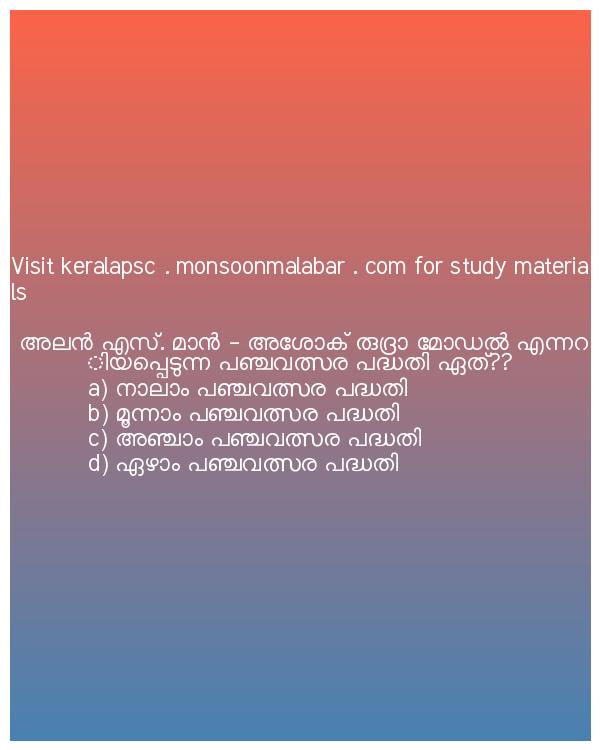 Visit keralapsc . monsoonmalabar . com for study materia
ls
അലൻ എസ്. മാൻ - അശോക് രുദ്രാ മോഡൽ എന്നറ
ിയപ്പെടുന്ന പഞ്ചവത്സര പദ്ധതി ഏത്??
a) നാലാം പഞ്ചവത്സര പദ്ധതി
b) മൂന്നാം പഞ്ചവത്സര പദ്ധതി
c) അഞ്ചാം പഞ്ചവത്സര പദ്ധതി
d) ഏഴാം പഞ്ചവത്സര പദ്ധതി